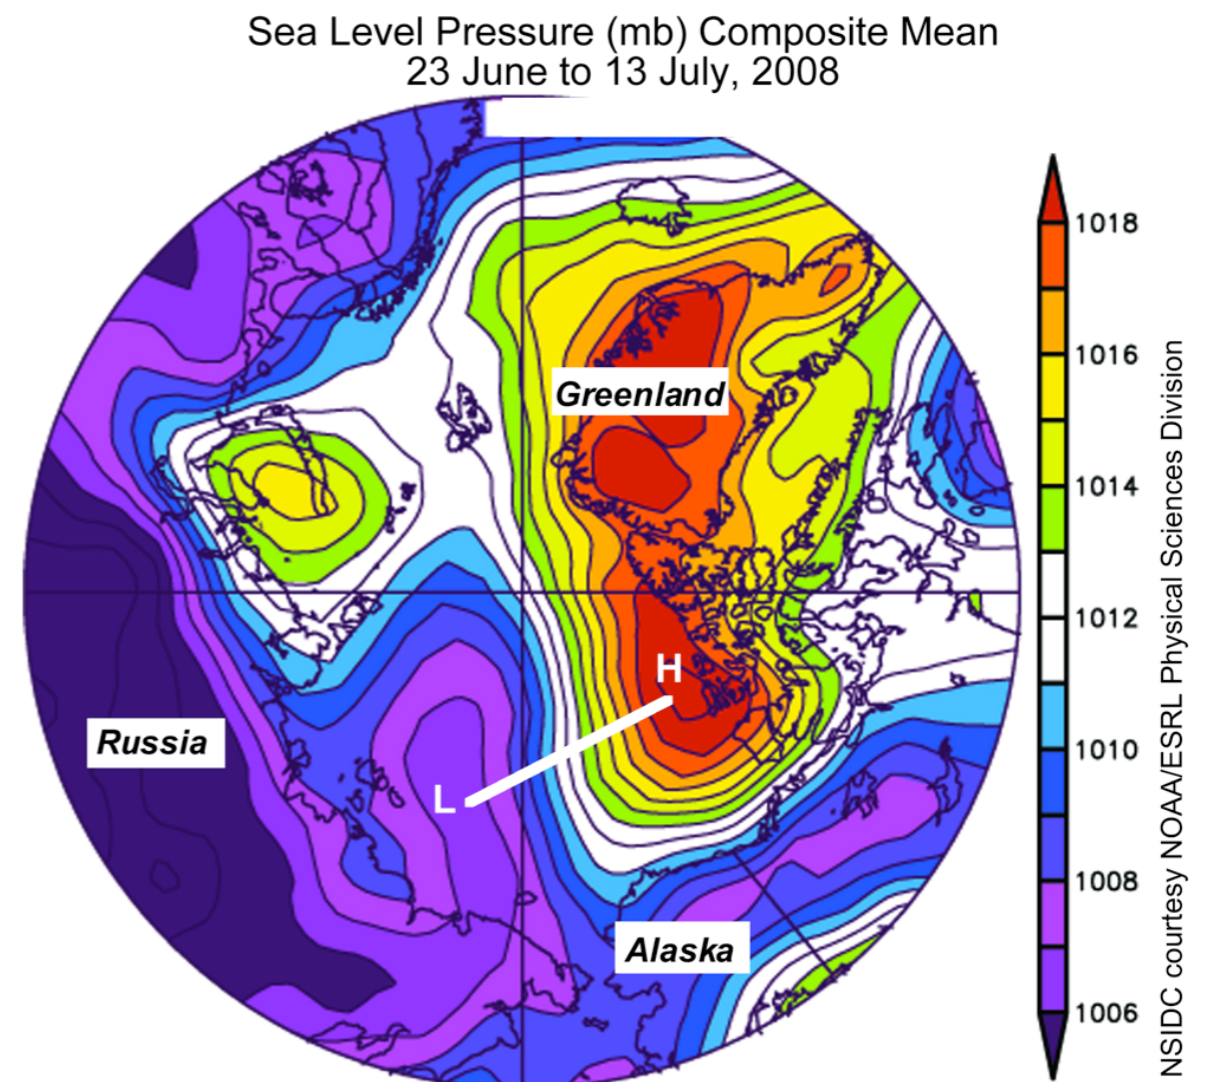 Sea Level Pressure (mb) Composite Mean
23 June to 13 July, 2008
Greenland
H
Russia
L
Alaska
1018
1016
1014
1012
1010
1008
1006
NSIDC courtesy NOAA/ESRL Physical Sciences Division